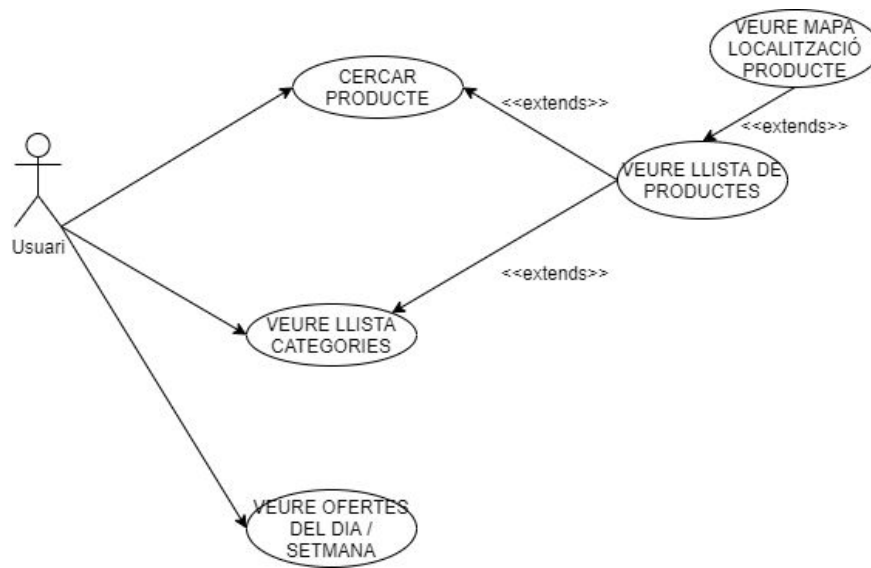 VEURE MAPA
LOCALITZACIÓ
PRODUCTE
CERCAR
PRODUCTE
<<extends>>
<<extends>>
VEURE LLISTA DE
PRODUCTES
Usuari
<<extends>>
VEURE LLISTA
CATEGORIES
VEURE OFERTES
DEL DIA /
SETMANA